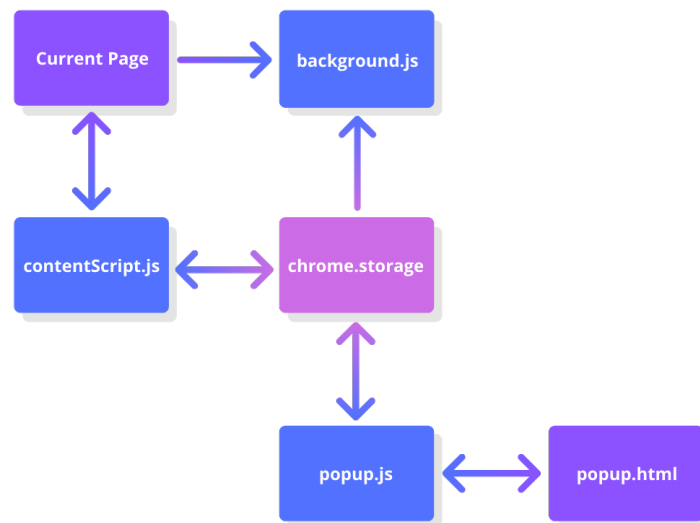 Current Page
background.js
contentScript.js
chrome.storage
popup.js
popup.html